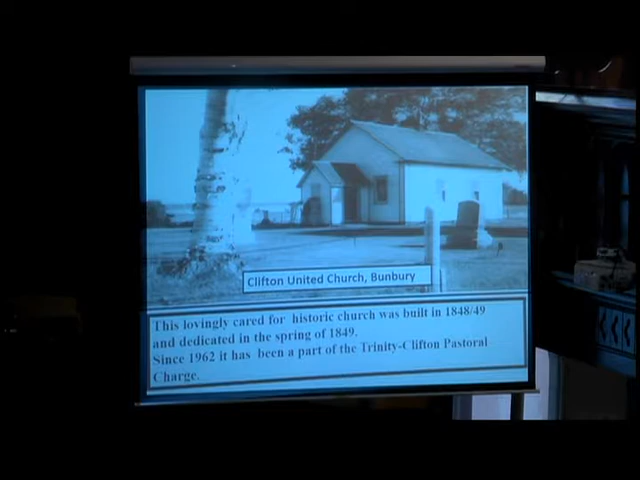 Clifton United Church, Bunbury
This lovingly cared for historic church was built in 1848/49
and dedicated in the spring of 1849.
Since 1962 it has been a part of the Trinity-Clifton Pastoral
Charge.